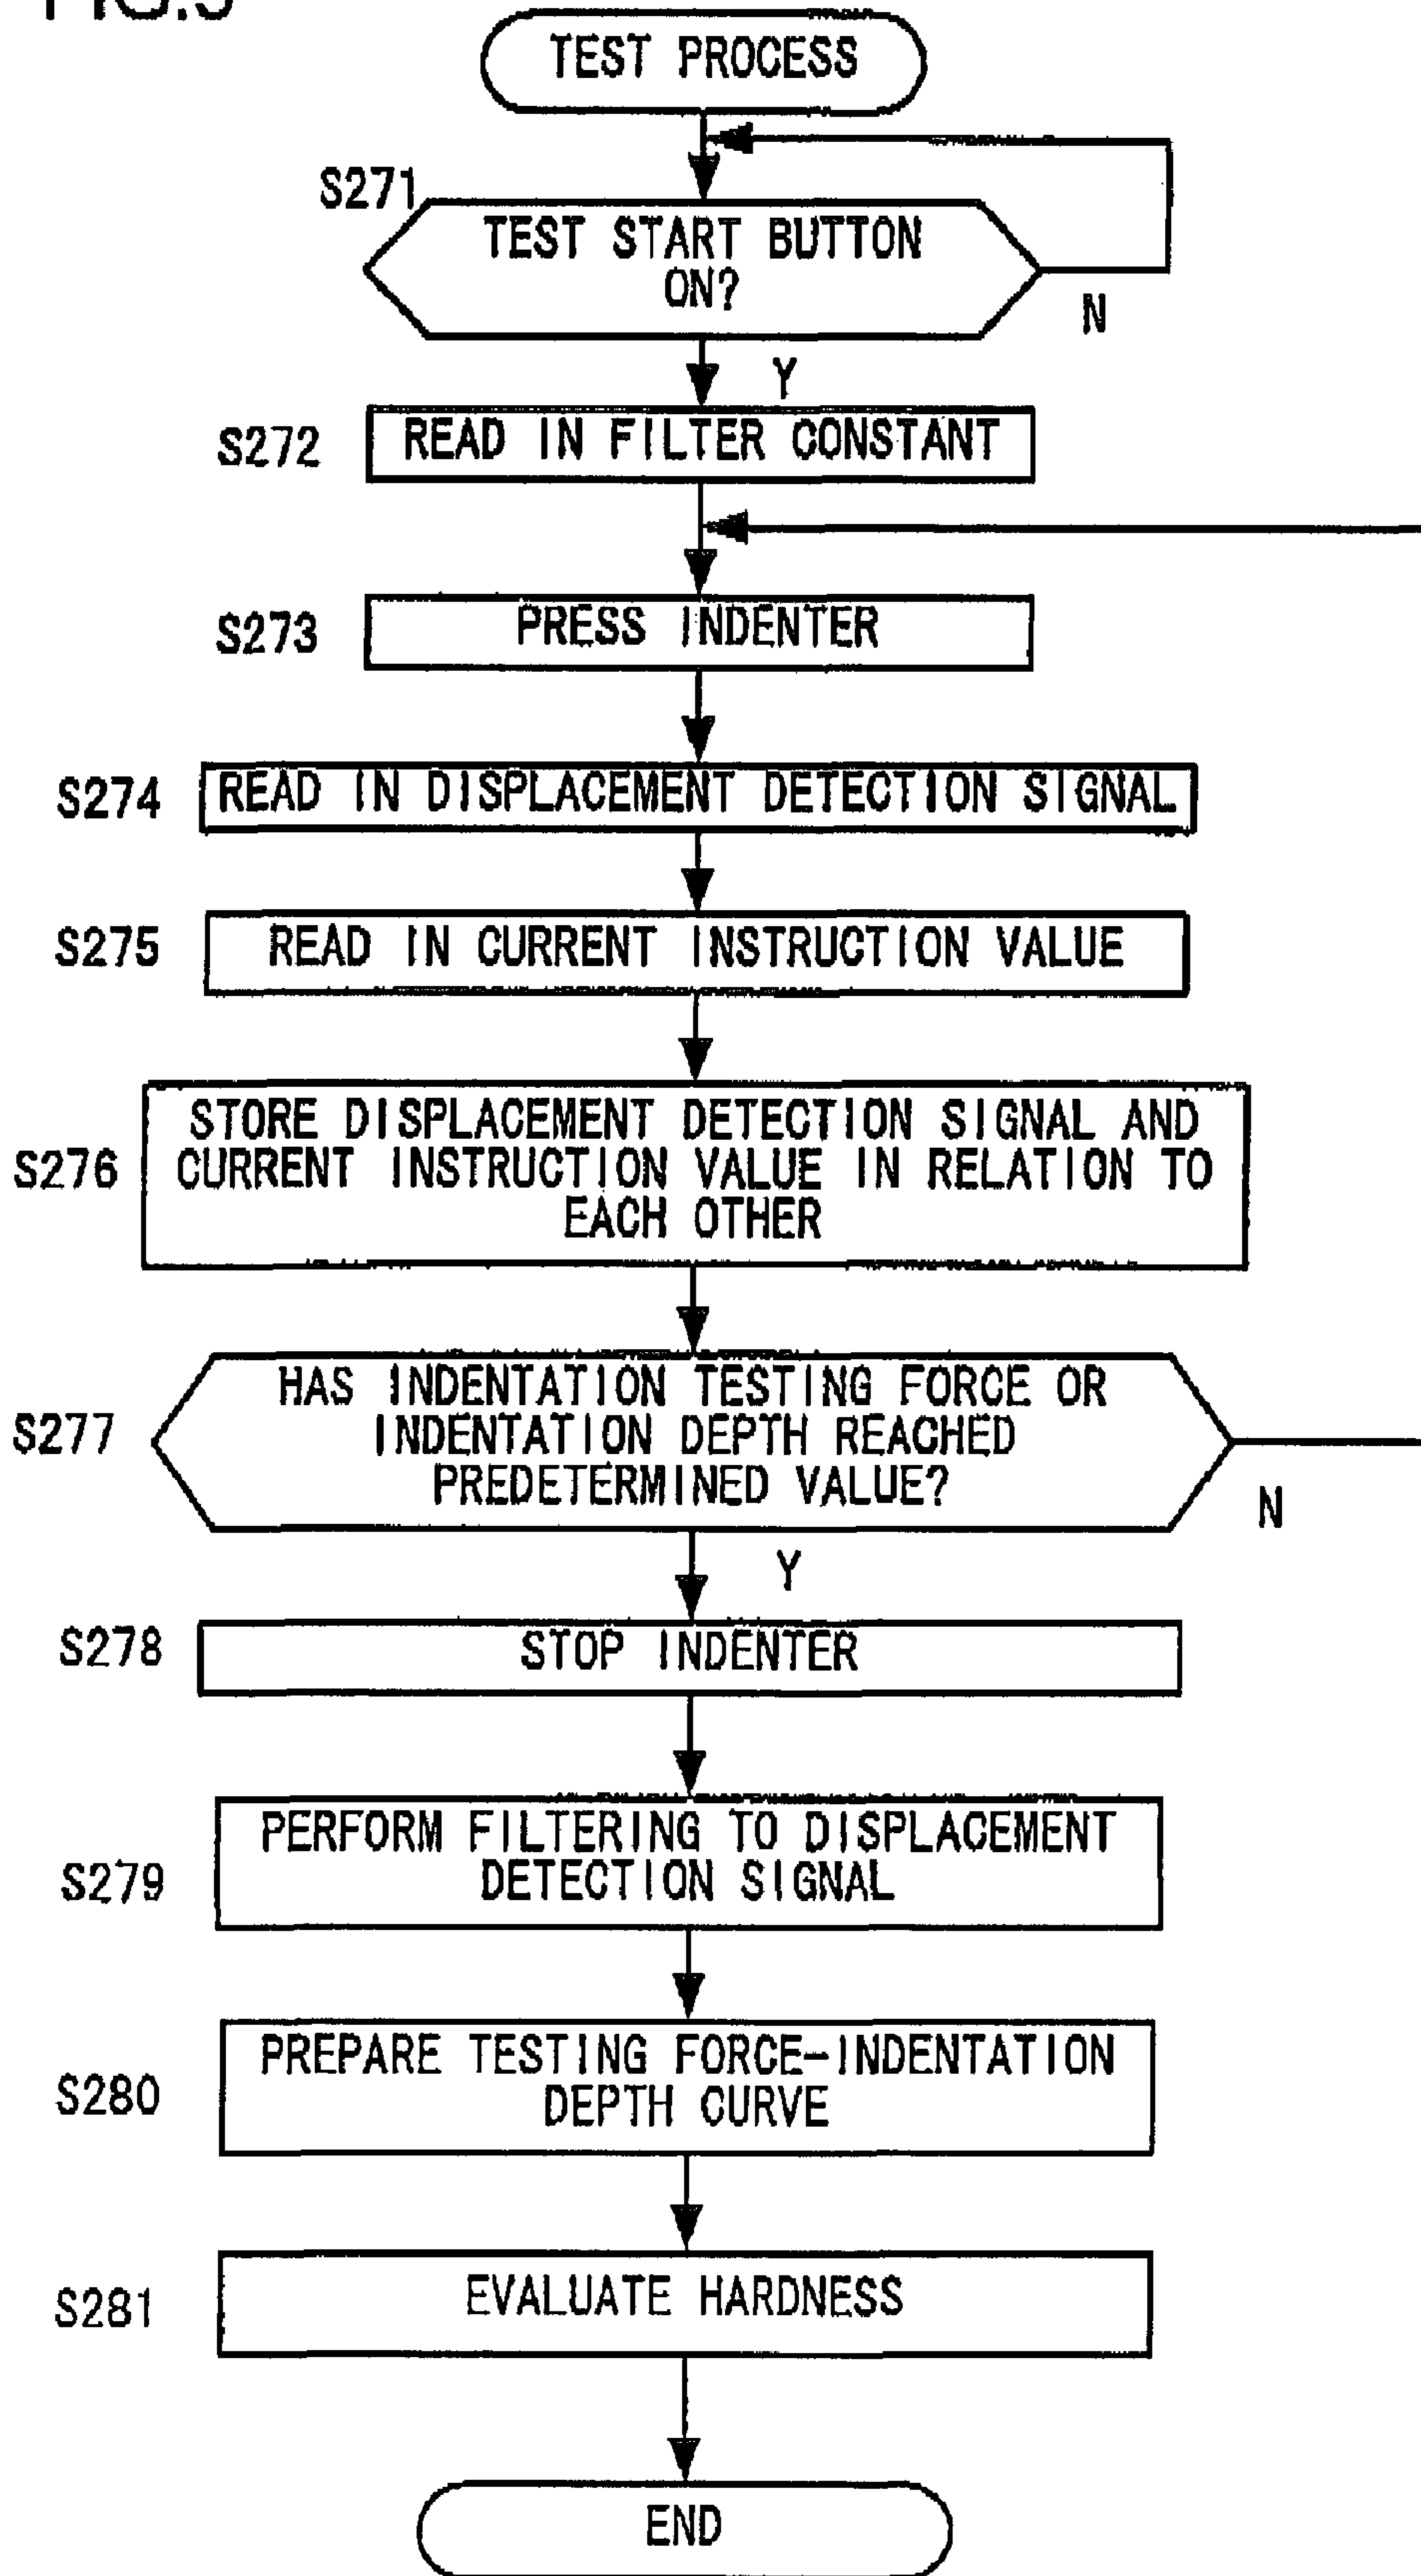 TEST PROCESS
S271
TEST START BUTTON
ON?
N
Y
S272
READ IN FILTER CONSTANT
S273
PRESS INDENTER
S274
READ IN DISPLACEMENT DETECTION SIGNAL
S275
READ IN CURRENT INSTRUCTION VALUE
S276
STORE DISPLACEMENT DETECTION SIGNAL AND
CURRENT INSTRUCTION VALUE IN RELATION TO
EACH OTHER
S277
HAS INDENTATION TESTING FORCE OR
INDENTATION DEPTH REACHED
PREDETERMINED VALUE?
N
Y
S278
STOP INDENTER
S279
PERFORM FILTERING TO DISPLACEMENT
DETECTION SIGNAL
S280
PREPARE TESTING FORCE-INDENTATION
DEPTH CURVE
S281
EVALUATE HARDNESS
END